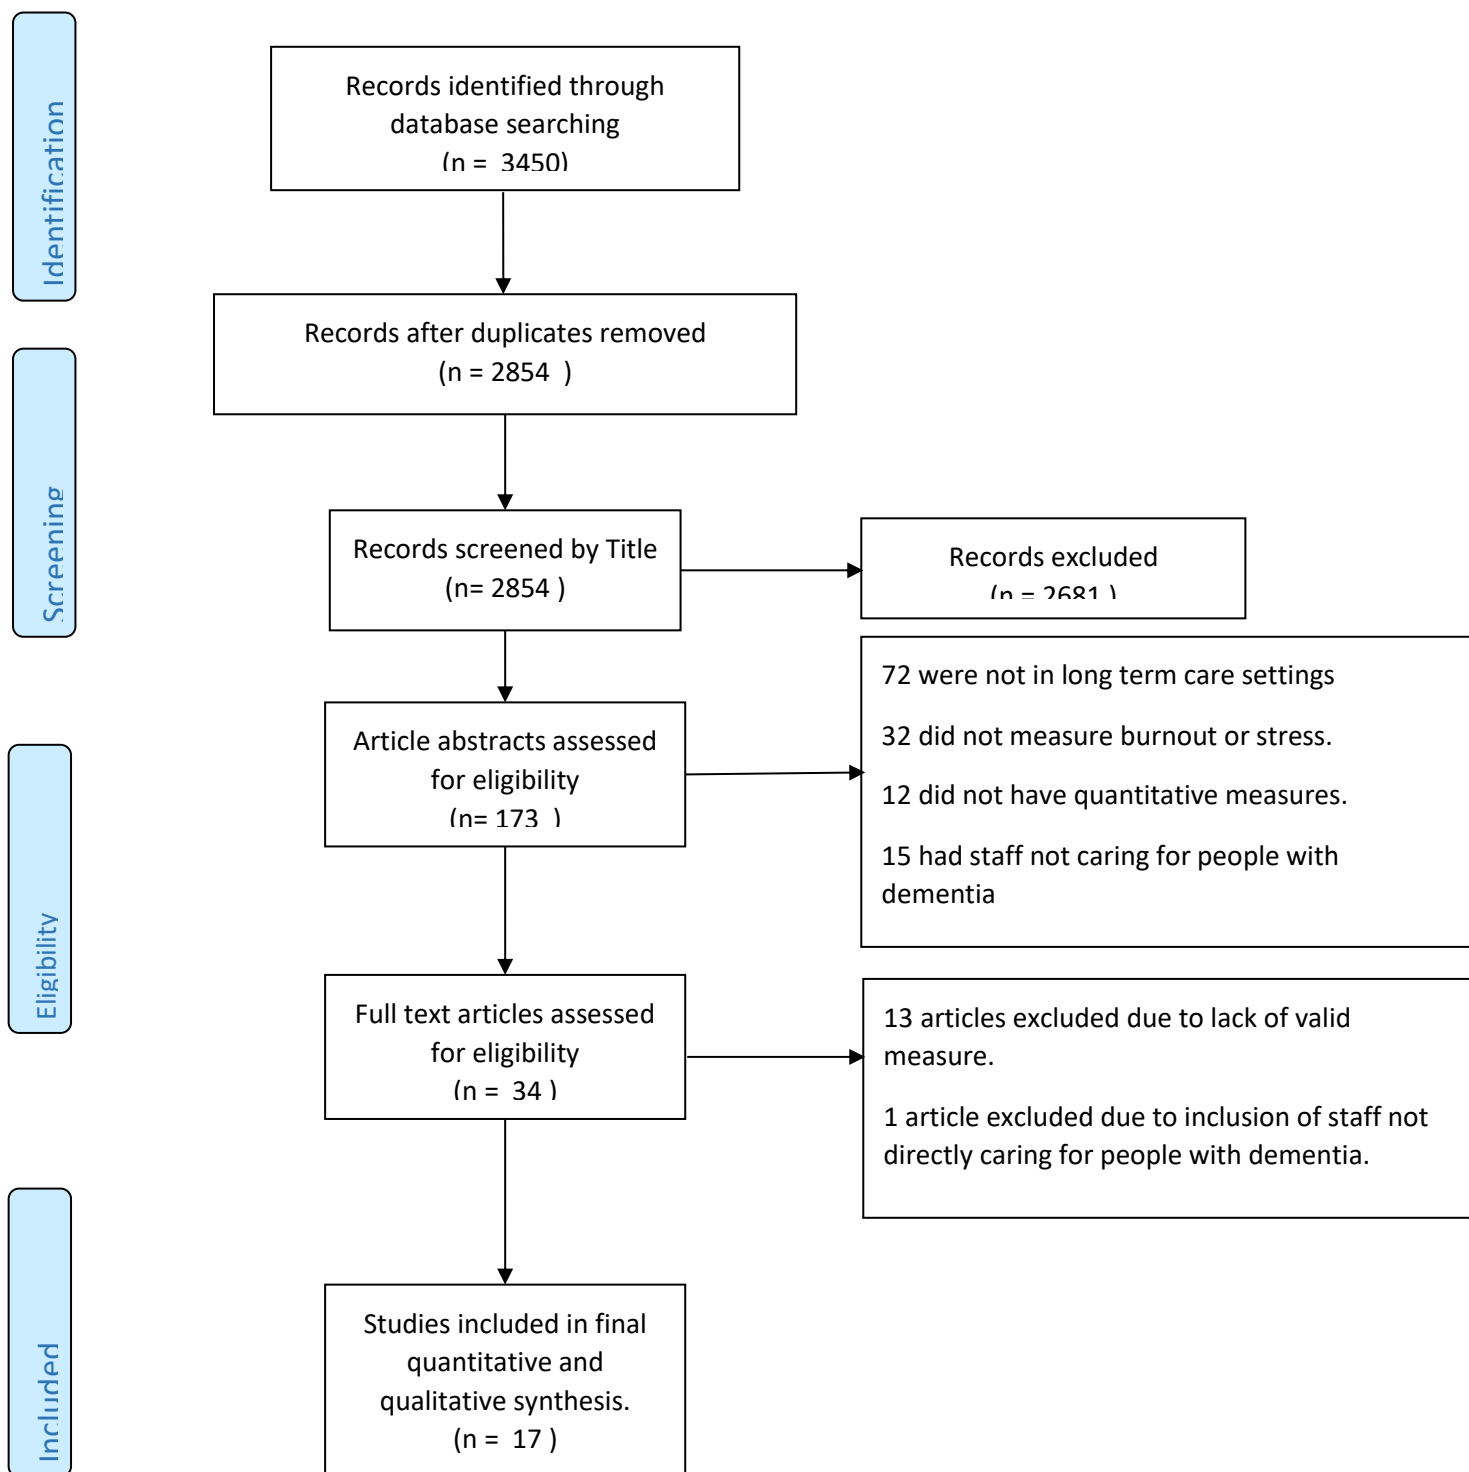 Identification
Records identified through
database searching
(n =  3450)
Records after duplicates removed
(n = 2854  )
Screening
Records screened by Title
(n= 2854 )
Records excluded
(n = 2681 )
Eligibility
Article abstracts assessed
for eligibility
(n= 173  )
72 were not in long term care settings
32 did not measure burnout or stress.
12 did not have quantitative measures.
15 had staff not caring for people with
dementia
Full text articles assessed
for eligibility
(n =  34 )
13 articles excluded due to lack of valid
measure.
1 article excluded due to inclusion of staff not
directly caring for people with dementia.
Included
Studies included in final
quantitative and
qualitative synthesis.
(n =  17 )